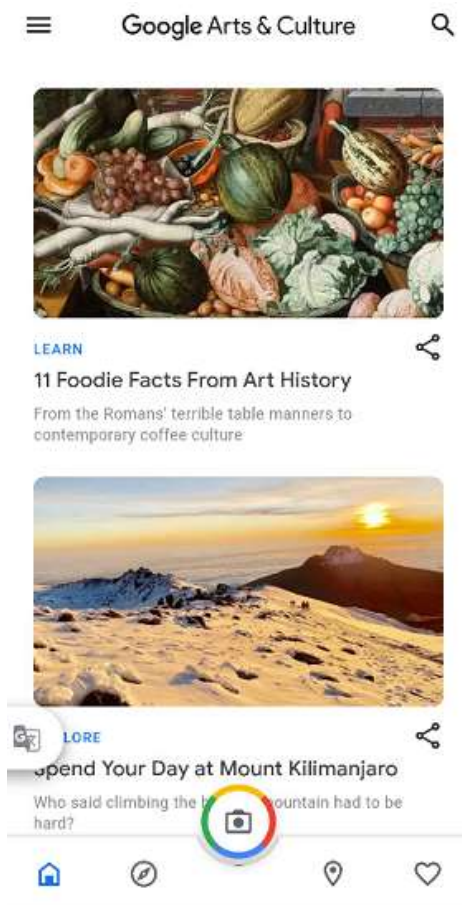 Google Arts & Culture
LEARN
11 Foodie Facts From Art History
From the Romans' terrible table manners to
contemporary coffee culture
LORE
Spend Your Day at Mount Kilimanjaro
Who said climbing the b ountain had to be
hard?